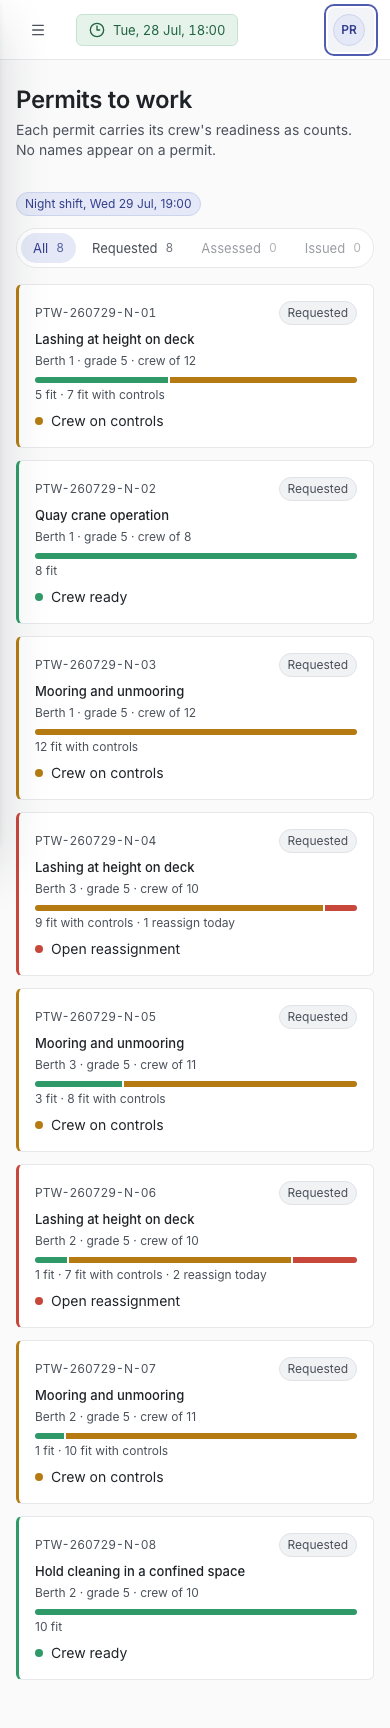 Tue, 28 Jul, 18:00
PR
Permits to work
Each permit carries its crew's readiness as counts.
No names appear on a permit.
Night shift, Wed 29 Jul, 19:00
All 8 Requested 8 Assessed 0 Issued 0
PTW-260729-N-01 Requested
Lashing at height on deck
Berth 1 · grade 5 · crew of 12
5 fit · 7 fit with controls
Crew on controls
PTW-260729-N-02 Requested
Quay crane operation
Berth 1 · grade 5 · crew of 8
8 fit
Crew ready
PTW-260729-N-03 Requested
Mooring and unmooring
Berth 1 · grade 5 · crew of 12
12 fit with controls
Crew on controls
PTW-260729-N-04 Requested
Lashing at height on deck
Berth 3 · grade 5 · crew of 10
9 fit with controls · 1 reassign today
Open reassignment
PTW-260729-N-05 Requested
Mooring and unmooring
Berth 3 · grade 5 · crew of 11
3 fit · 8 fit with controls
Crew on controls
PTW-260729-N-06 Requested
Lashing at height on deck
Berth 2 · grade 5 · crew of 10
1 fit · 7 fit with controls · 2 reassign today
Open reassignment
PTW-260729-N-07 Requested
Mooring and unmooring
Berth 2 · grade 5 · crew of 11
1 fit · 10 fit with controls
Crew on controls
PTW-260729-N-08 Requested
Hold cleaning in a confined space
Berth 2 · grade 5 · crew of 10
10 fit
Crew ready